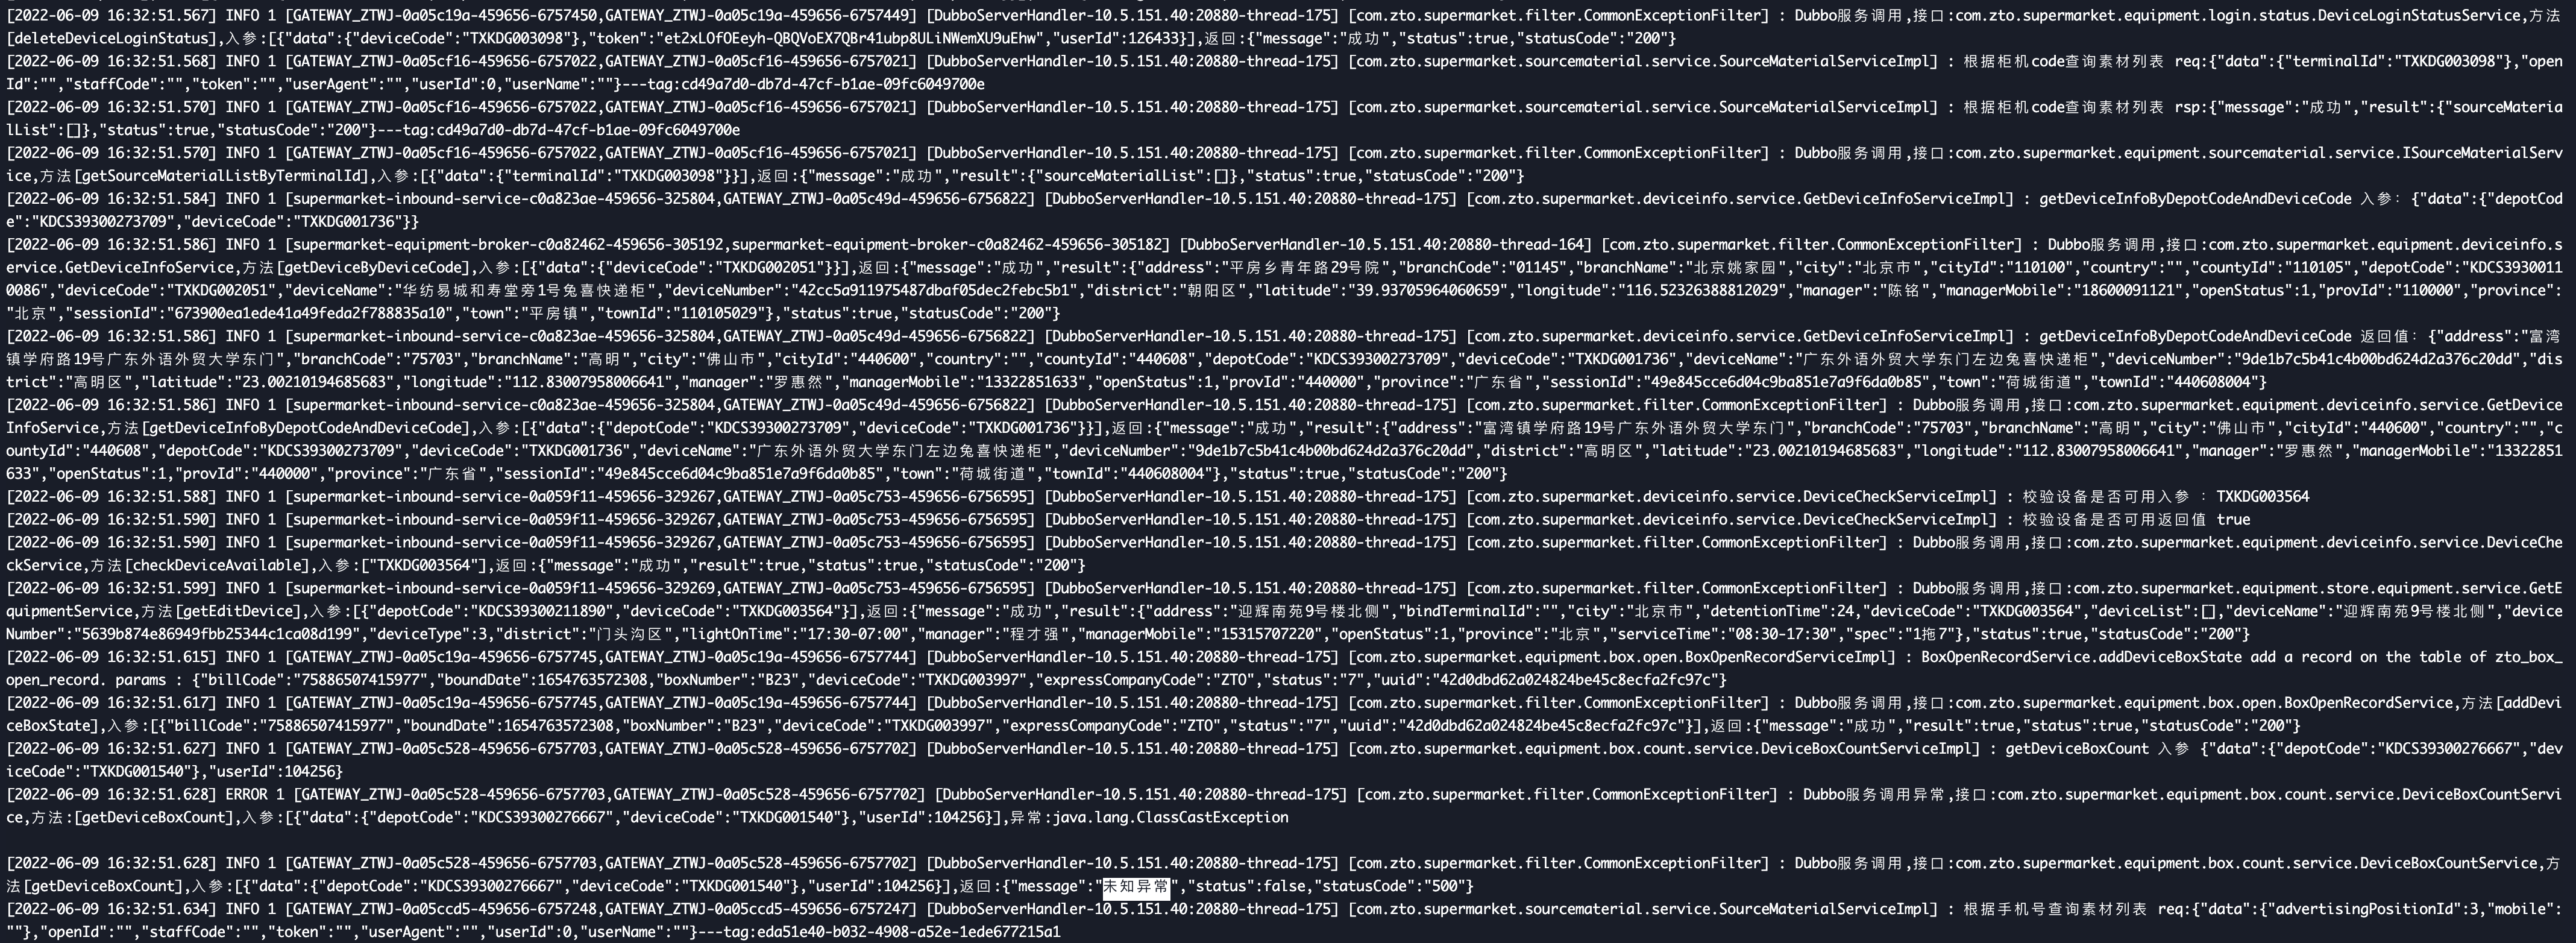 [2022-06-09 16:32:51.567] INFO 1 [GATEWAY_ZTWJ-0a05c19a-459656-6757450,GATEWAY_ZTWJ-0a05c19a-459656-6757449] [DubboServerHandler-10.5.151.40:20880-thread-175] [com.zto.supermarket.filter.CommonExceptionFilter] : Dubbo服务调用,接口:com.zto.supermarket.equipment.login.status.DeviceLoginStatusService,方法
[deleteDeviceLoginStatus],入参:[{"data":{"deviceCode":"TXKDG003098"},"token":"et2xLOfOEeyh-QBQVoEX7QBr41ubp8ULiNWemXU9uEhw","userId":126433}],返回:{"message":"成功","status":true,"statusCode":"200"}
[2022-06-09 16:32:51.568] INFO 1 [GATEWAY_ZTWJ-0a05cf16-459656-6757022,GATEWAY_ZTWJ-0a05cf16-459656-6757021] [DubboServerHandler-10.5.151.40:20880-thread-175] [com.zto.supermarket.sourcematerial.service.SourceMaterialServiceImpl] : 根据柜机code查询素材列表 req:{"data":{"terminalId":"TXKDG003098"},"open
Id":"","staffCode":"","token":"","userAgent":"","userId":0,"userName":""}---tag:cd49a7d0-db7d-47cf-b1ae-09fc6049700e
[2022-06-09 16:32:51.570] INFO 1 [GATEWAY_ZTWJ-0a05cf16-459656-6757022,GATEWAY_ZTWJ-0a05cf16-459656-6757021] [DubboServerHandler-10.5.151.40:20880-thread-175] [com.zto.supermarket.sourcematerial.service.SourceMaterialServiceImpl] : 根据柜机code查询素材列表 rsp:{"message":"成功","result":{"sourceMateria
lList":[]},"status":true,"statusCode":"200"}---tag:cd49a7d0-db7d-47cf-b1ae-09fc6049700e
[2022-06-09 16:32:51.570] INFO 1 [GATEWAY_ZTWJ-0a05cf16-459656-6757022,GATEWAY_ZTWJ-0a05cf16-459656-6757021] [DubboServerHandler-10.5.151.40:20880-thread-175] [com.zto.supermarket.filter.CommonExceptionFilter] : Dubbo服务调用,接口:com.zto.supermarket.equipment.sourcematerial.service.ISourceMaterialServ
ice,方法[getSourceMaterialListByTerminalId],入参:[{"data":{"terminalId":"TXKDG003098"}}],返回:{"message":"成功","result":{"sourceMaterialList":[]},"status":true,"statusCode":"200"}
[2022-06-09 16:32:51.584] INFO 1 [supermarket-inbound-service-c0a823ae-459656-325804,GATEWAY_ZTWJ-0a05c49d-459656-6756822] [DubboServerHandler-10.5.151.40:20880-thread-175] [com.zto.supermarket.deviceinfo.service.GetDeviceInfoServiceImpl] : getDeviceInfoByDepotCodeAndDeviceCode 入参：{"data":{"depotCod
e":"KDCS39300273709","deviceCode":"TXKDG001736"}}
[2022-06-09 16:32:51.586] INFO 1 [supermarket-equipment-broker-c0a82462-459656-305192,supermarket-equipment-broker-c0a82462-459656-305182] [DubboServerHandler-10.5.151.40:20880-thread-164] [com.zto.supermarket.filter.CommonExceptionFilter] : Dubbo服务调用,接口:com.zto.supermarket.equipment.deviceinfo.s
ervice.GetDeviceInfoService,方法[getDeviceByDeviceCode],入参:[{"data":{"deviceCode":"TXKDG002051"}}],返回:{"message":"成功","result":{"address":"平房乡青年路29号院","branchCode":"01145","branchName":"北京姚家园","city":"北京市","cityId":"110100","country":"","countyId":"110105","depotCode":"KDCS3930011
0086","deviceCode":"TXKDG002051","deviceName":"华纺易城和寿堂旁1号兔喜快递柜","deviceNumber":"42cc5a911975487dbaf05dec2febc5b1","district":"朝阳区","latitude":"39.93705964060659","longitude":"116.52326388812029","manager":"陈铭","managerMobile":"18600091121","openStatus":1,"provId":"110000","province":
"北京","sessionId":"673900ea1ede41a49feda2f788835a10","town":"平房镇","townId":"110105029"},"status":true,"statusCode":"200"}
[2022-06-09 16:32:51.586] INFO 1 [supermarket-inbound-service-c0a823ae-459656-325804,GATEWAY_ZTWJ-0a05c49d-459656-6756822] [DubboServerHandler-10.5.151.40:20880-thread-175] [com.zto.supermarket.deviceinfo.service.GetDeviceInfoServiceImpl] : getDeviceInfoByDepotCodeAndDeviceCode 返回值：{"address":"富湾
镇学府路19号广东外语外贸大学东门","branchCode":"75703","branchName":"高明","city":"佛山市","cityId":"440600","country":"","countyId":"440608","depotCode":"KDCS39300273709","deviceCode":"TXKDG001736","deviceName":"广东外语外贸大学东门左边兔喜快递柜","deviceNumber":"9de1b7c5b41c4b00bd624d2a376c20dd","dis
trict":"高明区","latitude":"23.00210194685683","longitude":"112.83007958006641","manager":"罗惠然","managerMobile":"13322851633","openStatus":1,"provId":"440000","province":"广东省","sessionId":"49e845cce6d04c9ba851e7a9f6da0b85","town":"荷城街道","townId":"440608004"}
[2022-06-09 16:32:51.586] INFO 1 [supermarket-inbound-service-c0a823ae-459656-325804,GATEWAY_ZTWJ-0a05c49d-459656-6756822] [DubboServerHandler-10.5.151.40:20880-thread-175] [com.zto.supermarket.filter.CommonExceptionFilter] : Dubbo服务调用,接口:com.zto.supermarket.equipment.deviceinfo.service.GetDevice
InfoService,方法[getDeviceInfoByDepotCodeAndDeviceCode],入参:[{"data":{"depotCode":"KDCS39300273709","deviceCode":"TXKDG001736"}}],返回:{"message":"成功","result":{"address":"富湾镇学府路19号广东外语外贸大学东门","branchCode":"75703","branchName":"高明","city":"佛山市","cityId":"440600","country":"","c
ountyId":"440608","depotCode":"KDCS39300273709","deviceCode":"TXKDG001736","deviceName":"广东外语外贸大学东门左边兔喜快递柜","deviceNumber":"9de1b7c5b41c4b00bd624d2a376c20dd","district":"高明区","latitude":"23.00210194685683","longitude":"112.83007958006641","manager":"罗惠然","managerMobile":"13322851
633","openStatus":1,"provId":"440000","province":"广东省","sessionId":"49e845cce6d04c9ba851e7a9f6da0b85","town":"荷城街道","townId":"440608004"},"status":true,"statusCode":"200"}
[2022-06-09 16:32:51.588] INFO 1 [supermarket-inbound-service-0a059f11-459656-329267,GATEWAY_ZTWJ-0a05c753-459656-6756595] [DubboServerHandler-10.5.151.40:20880-thread-175] [com.zto.supermarket.deviceinfo.service.DeviceCheckServiceImpl] : 校验设备是否可用入参 : TXKDG003564
[2022-06-09 16:32:51.590] INFO 1 [supermarket-inbound-service-0a059f11-459656-329267,GATEWAY_ZTWJ-0a05c753-459656-6756595] [DubboServerHandler-10.5.151.40:20880-thread-175] [com.zto.supermarket.deviceinfo.service.DeviceCheckServiceImpl] : 校验设备是否可用返回值 true
[2022-06-09 16:32:51.590] INFO 1 [supermarket-inbound-service-0a059f11-459656-329267,GATEWAY_ZTWJ-0a05c753-459656-6756595] [DubboServerHandler-10.5.151.40:20880-thread-175] [com.zto.supermarket.filter.CommonExceptionFilter] : Dubbo服务调用,接口:com.zto.supermarket.equipment.deviceinfo.service.DeviceChe
ckService,方法[checkDeviceAvailable],入参:["TXKDG003564"],返回:{"message":"成功","result":true,"status":true,"statusCode":"200"}
[2022-06-09 16:32:51.599] INFO 1 [supermarket-inbound-service-0a059f11-459656-329269,GATEWAY_ZTWJ-0a05c753-459656-6756595] [DubboServerHandler-10.5.151.40:20880-thread-175] [com.zto.supermarket.filter.CommonExceptionFilter] : Dubbo服务调用,接口:com.zto.supermarket.equipment.store.equipment.service.GetE
quipmentService,方法[getEditDevice],入参:[{"depotCode":"KDCS39300211890","deviceCode":"TXKDG003564"}],返回:{"message":"成功","result":{"address":"迎辉南苑9号楼北侧","bindTerminalId":"","city":"北京市","detentionTime":24,"deviceCode":"TXKDG003564","deviceList":[],"deviceName":"迎辉南苑9号楼北侧","device
Number":"5639b874e86949fbb25344c1ca08d199","deviceType":3,"district":"门头沟区","lightOnTime":"17:30-07:00","manager":"程才强","managerMobile":"15315707220","openStatus":1,"province":"北京","serviceTime":"08:30-17:30","spec":"1拖7"},"status":true,"statusCode":"200"}
[2022-06-09 16:32:51.615] INFO 1 [GATEWAY_ZTWJ-0a05c19a-459656-6757745,GATEWAY_ZTWJ-0a05c19a-459656-6757744] [DubboServerHandler-10.5.151.40:20880-thread-175] [com.zto.supermarket.equipment.box.open.BoxOpenRecordServiceImpl] : BoxOpenRecordService.addDeviceBoxState add a record on the table of zto_box_
open_record. params : {"billCode":"75886507415977","boundDate":1654763572308,"boxNumber":"B23","deviceCode":"TXKDG003997","expressCompanyCode":"ZTO","status":"7","uuid":"42d0dbd62a024824be45c8ecfa2fc97c"}
[2022-06-09 16:32:51.617] INFO 1 [GATEWAY_ZTWJ-0a05c19a-459656-6757745,GATEWAY_ZTWJ-0a05c19a-459656-6757744] [DubboServerHandler-10.5.151.40:20880-thread-175] [com.zto.supermarket.filter.CommonExceptionFilter] : Dubbo服务调用,接口:com.zto.supermarket.equipment.box.open.BoxOpenRecordService,方法[addDevi
ceBoxState],入参:[{"billCode":"75886507415977","boundDate":1654763572308,"boxNumber":"B23","deviceCode":"TXKDG003997","expressCompanyCode":"ZTO","status":"7","uuid":"42d0dbd62a024824be45c8ecfa2fc97c"}],返回:{"message":"成功","result":true,"status":true,"statusCode":"200"}
[2022-06-09 16:32:51.627] INFO 1 [GATEWAY_ZTWJ-0a05c528-459656-6757703,GATEWAY_ZTWJ-0a05c528-459656-6757702] [DubboServerHandler-10.5.151.40:20880-thread-175] [com.zto.supermarket.equipment.box.count.service.DeviceBoxCountServiceImpl] : getDeviceBoxCount 入参 {"data":{"depotCode":"KDCS39300276667","dev
iceCode":"TXKDG001540"},"userId":104256}
[2022-06-09 16:32:51.628] ERROR 1 [GATEWAY_ZTWJ-0a05c528-459656-6757703,GATEWAY_ZTWJ-0a05c528-459656-6757702] [DubboServerHandler-10.5.151.40:20880-thread-175] [com.zto.supermarket.filter.CommonExceptionFilter] : Dubbo服务调用异常,接口:com.zto.supermarket.equipment.box.count.service.DeviceBoxCountServi
ce,方法:[getDeviceBoxCount],入参:[{"data":{"depotCode":"KDCS39300276667","deviceCode":"TXKDG001540"},"userId":104256}],异常:java.lang.ClassCastException
[2022-06-09 16:32:51.628] INFO 1 [GATEWAY_ZTWJ-0a05c528-459656-6757703,GATEWAY_ZTWJ-0a05c528-459656-6757702] [DubboServerHandler-10.5.151.40:20880-thread-175] [com.zto.supermarket.filter.CommonExceptionFilter] : Dubbo服务调用,接口:com.zto.supermarket.equipment.box.count.service.DeviceBoxCountService,方
法[getDeviceBoxCount],入参:[{"data":{"depotCode":"KDCS39300276667","deviceCode":"TXKDG001540"},"userId":104256}],返回:{"message":"未知异常","status":false,"statusCode":"500"}
[2022-06-09 16:32:51.634] INFO 1 [GATEWAY_ZTWJ-0a05ccd5-459656-6757248,GATEWAY_ZTWJ-0a05ccd5-459656-6757247] [DubboServerHandler-10.5.151.40:20880-thread-175] [com.zto.supermarket.sourcematerial.service.SourceMaterialServiceImpl] : 根据手机号查询素材列表 req:{"data":{"advertisingPositionId":3,"mobile":
""},"openId":"","staffCode":"","token":"","userAgent":"","userId":0,"userName":""}---tag:eda51e40-b032-4908-a52e-1ede677215a1